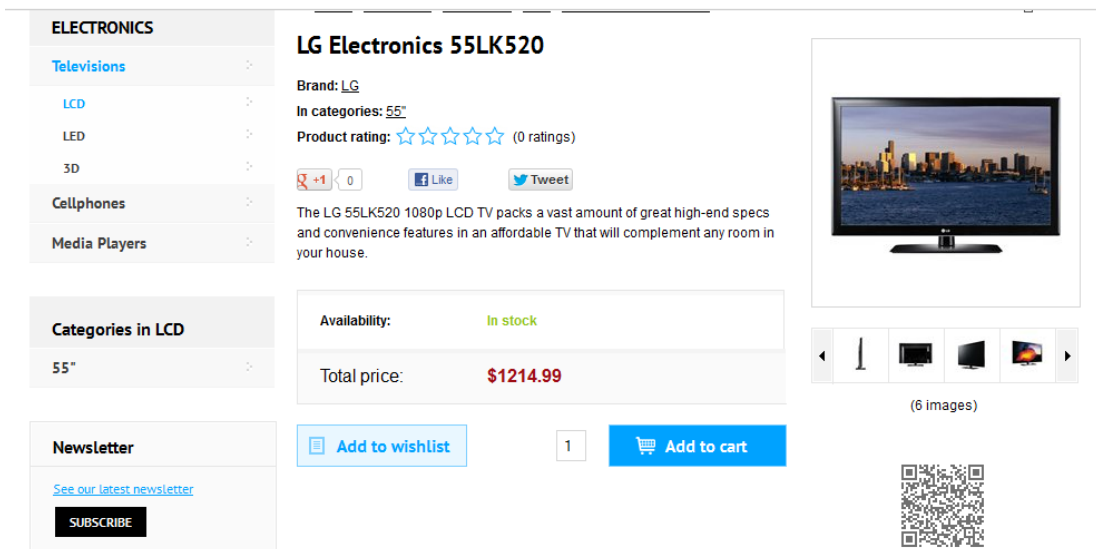 ELECTRONICS
Televisions
LCD
LED
3D
Cellphones
Media Players
Categories in LCD
55"
Newsletter
See our latest newsletter
SUBSCRIBE
LG Electronics 55LK520
Brand: LG
In categories: 55"
Product rating: (0 ratings)
g +1 0 Like Tweet
The LG 55LK520 1080p LCD TV packs a vast amount of great high-end specs
and convenience features in an affordable TV that will complement any room in
your house.
Availability: In stock
Total price: $1214.99
Add to wishlist 1 Add to cart
LG
(6 images)